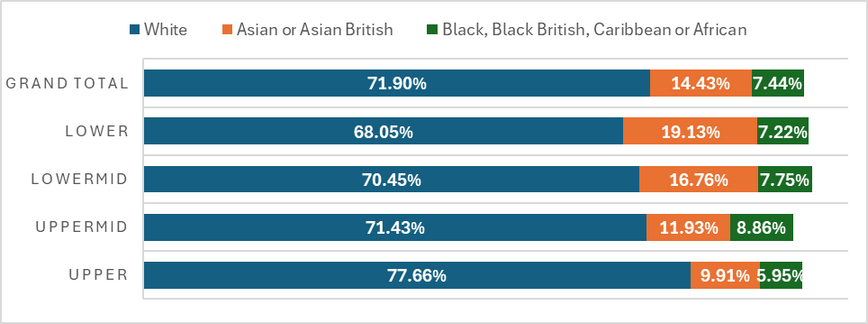 White Asian or Asian British Black, Black British, Caribbean or African
GRAND TOTAL 71.90% 14.43% 7.44%
LOWER 68.05% 19.13% 7.22%
LOWERMID 70.45% 16.76% 7.75%
UPPERMID 71.43% 11.93% 8.86%
UPPER 77.66% 9.91% 5.95%